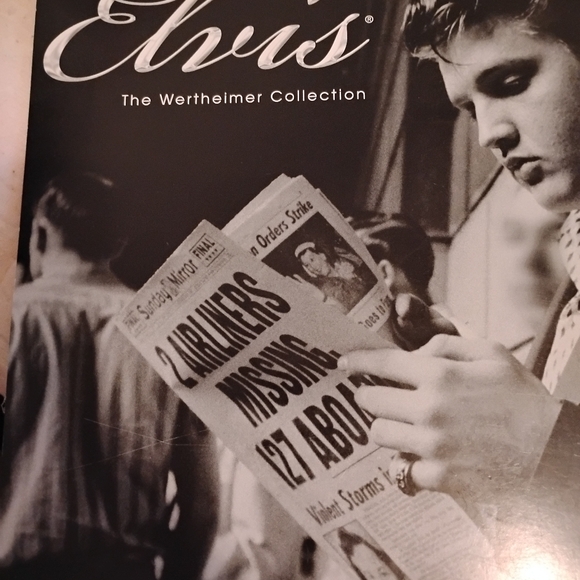 Elvis®
The Wertheimer Collection
n Orders Strike
Sunday Mirror FINAL
2 AIRLINERS
MISSING,
127 ABOA
Violent Storms